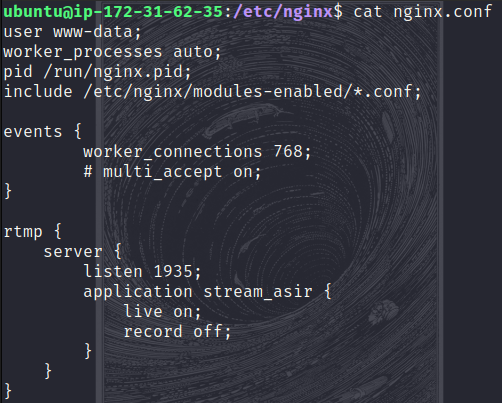 ubuntu@ip-172-31-62-35:/etc/nginx$ cat nginx.conf
user www-data;
worker_processes auto;
pid /run/nginx.pid;
include /etc/nginx/modules-enabled/*.conf;

events {
        worker_connections 768;
        # multi_accept on;
}

rtmp {
    server {
        listen 1935;
        application stream_asir {
            live on;
            record off;
        }
    }
}